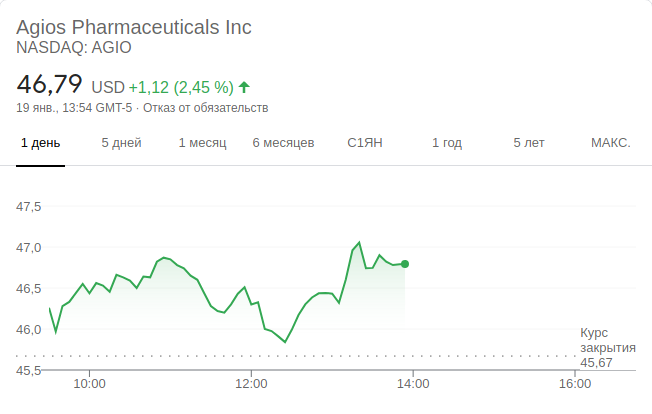 Agios Pharmaceuticals Inc
NASDAQ: AGIO
46,79 USD +1,12 (2,45 %)
19 янв., 13:54 GMT-5 · Отказ от обязательств
1 день 5 дней 1 месяц 6 месяцев С1ЯН 1 год 5 лет МАКС.
47,5
47,0
46,5
46,0
Курс
закрытия
45,67
45,5
10:00 12:00 14:00 16:00